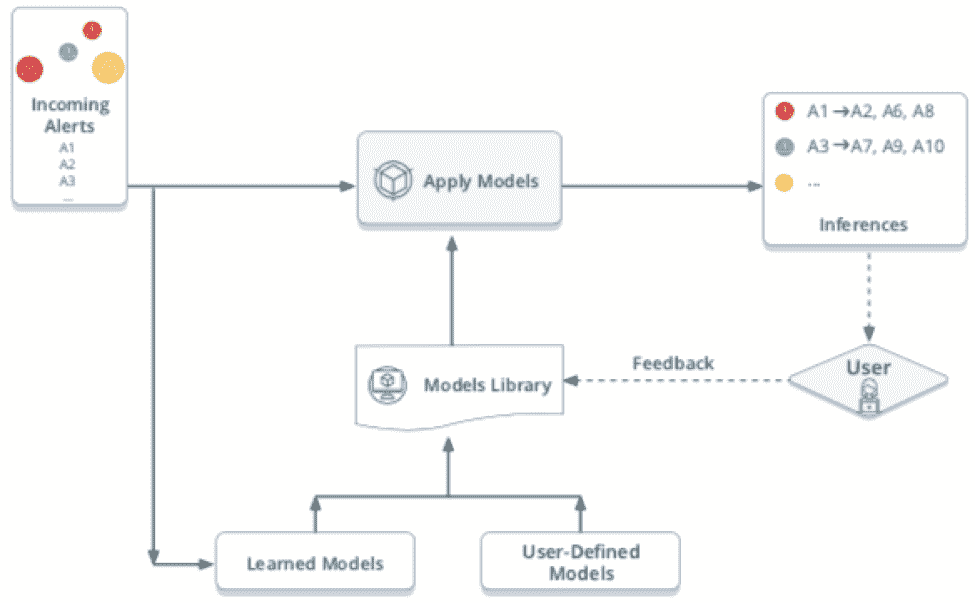 Incoming
Alerts
A1
A2
A3
...
Apply Models
A1➔A2, A6, A8
A3➔A7, A9, A10
...
Inferences
Models Library
Feedback
User
Learned Models
User-Defined
Models